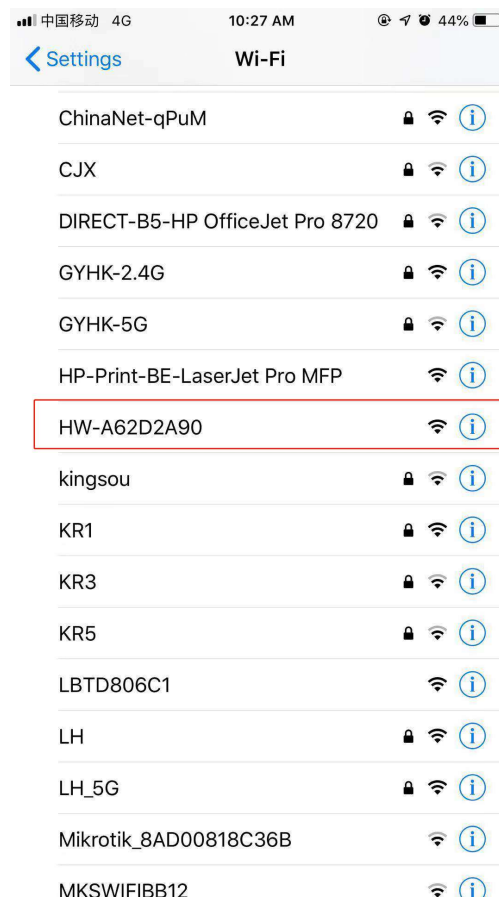 中国移动 4G 10:27 AM 44%
Settings Wi-Fi
ChinaNet-qPuM
CJX
DIRECT-B5-HP OfficeJet Pro 8720
GYHK-2.4G
GYHK-5G
HP-Print-BE-LaserJet Pro MFP
HW-A62D2A90
kingsou
KR1
KR3
KR5
LBTD806C1
LH
LH_5G
Mikrotik_8AD00818C36B
MKSWIFIBB12